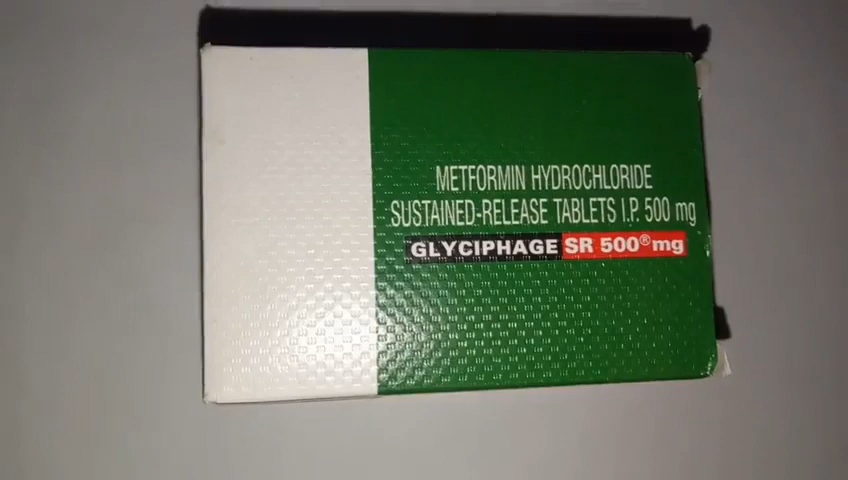 METFORMIN HYDROCHLORIDE
SUSTAINED-RELEASE TABLETS I.P. 500 mg
GLYCIPHAGE SR 500® mg